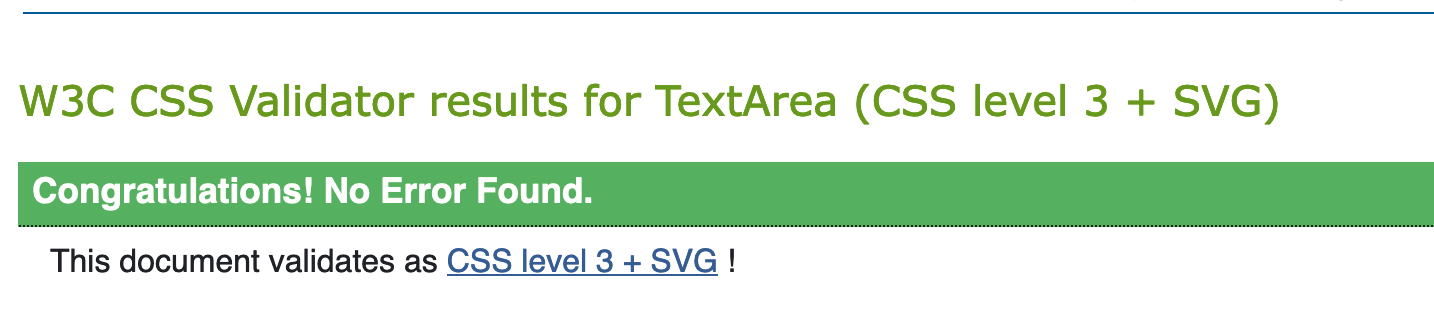 W3C CSS Validator results for TextArea (CSS level 3 + SVG)
Congratulations! No Error Found.
This document validates as CSS level 3 + SVG !